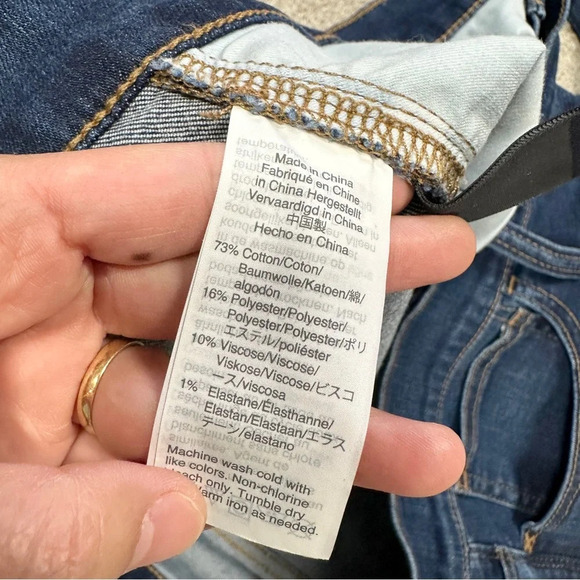 Made in China
Fabriqué en Chine
in China Hergestellt
Vervaardigd in China
中国製
Hecho en China
73% Cotton/Coton/
Baumwolle/Katoen/綿/
algodón
16% Polyester/Polyester/
Polyester/Polyester/ポリ
エステル/poliéster
10% Viscose/Viscose/
Viskose/Viscose/ビスコ
ース/viscosa
1% Elastane/Élasthanne/
Elastan/Elastaan/エラス
テーン/elastano
Machine wash cold with
like colors. Non-chlorine
only. Tumble dry
iron as needed.